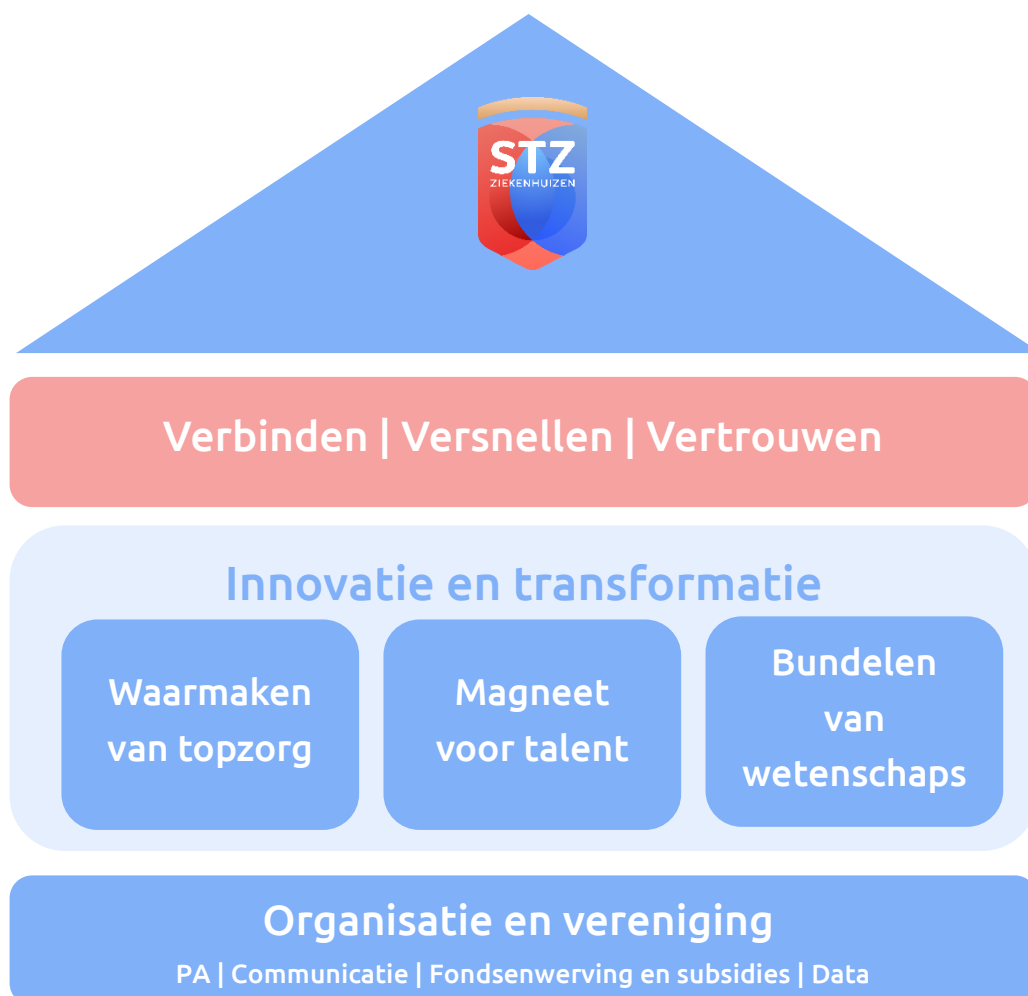 STZ
ZIEKENHUIZEN
Verbinden | Versnellen | Vertrouwen
Innovatie en transformatie
Waarmaken
van topzorg
Magneet
voor talent
Bundelen
van
wetenschaps
Organisatie en vereniging
PA | Communicatie | Fondsenwerving en subsidies | Data